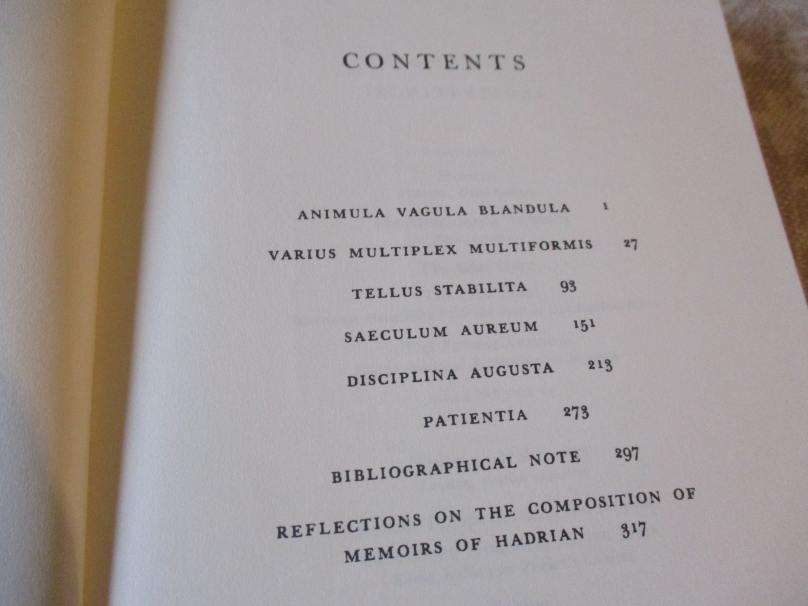 CONTENTS
ANIMULA VAGULA BLANDULA 1
VARIUS MULTIPLEX MULTIFORMIS 27
TELLUS STABILITA 93
SAECULUM AUREUM 151
DISCIPLINA AUGUSTA 213
PATIENTIA 273
BIBLIOGRAPHICAL NOTE 297
REFLECTIONS ON THE COMPOSITION OF
MEMOIRS OF HADRIAN 317